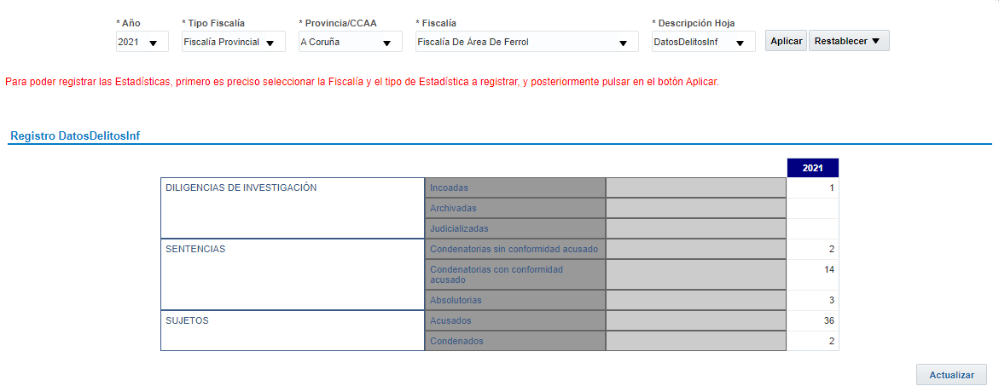 * Año * Tipo Fiscalía * Provincia/CCAA * Fiscalía * Descripción Hoja
2021 Fiscalía Provincial A Coruña Fiscalía De Área De Ferrol DatosDelitosInf Aplicar Restablecer
Para poder registrar las Estadísticas, primero es preciso seleccionar la Fiscalía y el tipo de Estadística a registrar, y posteriormente pulsar en el botón Aplicar.
Registro DatosDelitosInf
2021
DILIGENCIAS DE INVESTIGACIÓN Incoadas 1
Archivadas
Judicializadas
SENTENCIAS Condenatorias sin conformidad acusado 2
Condenatorias con conformidad 14
acusado
Absolutorias 3
SUJETOS Acusados 36
Condenados 2
Actualizar